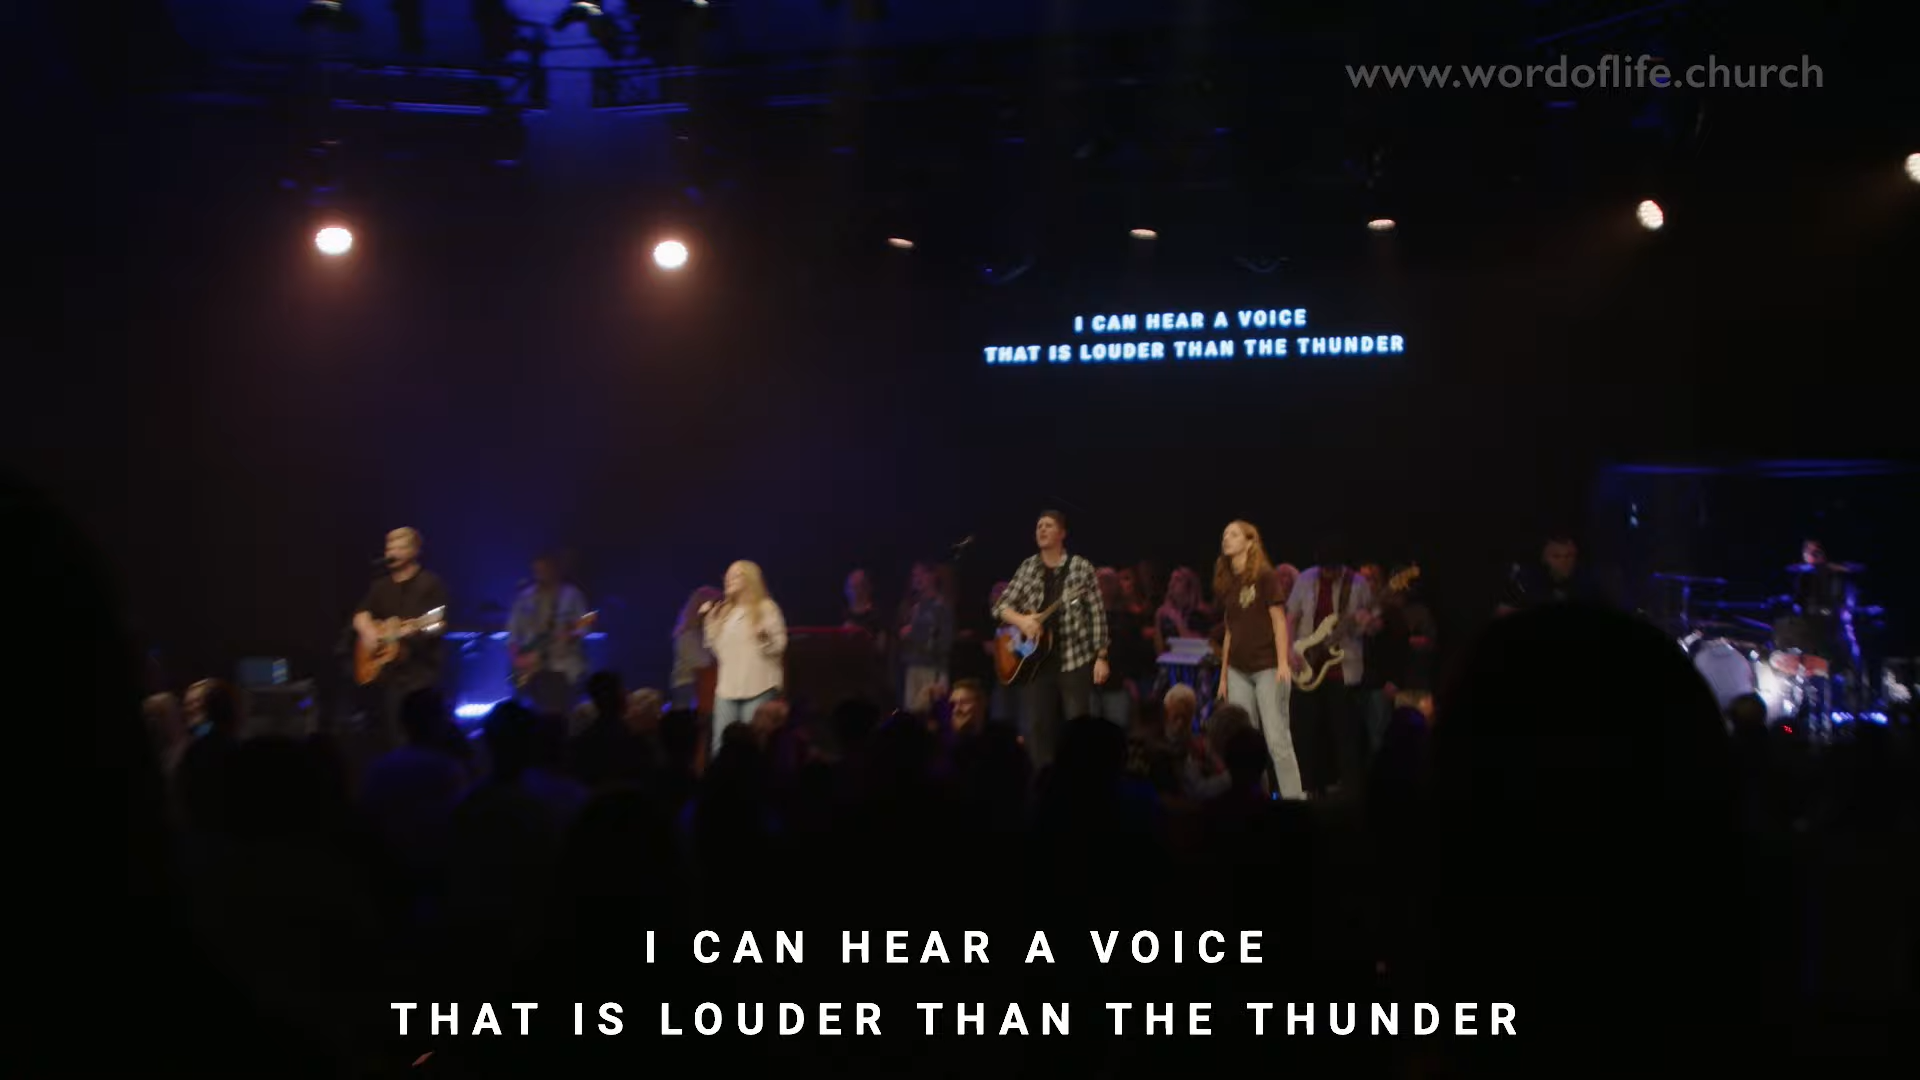 www.wordoflife.church
I CAN HEAR A VOICE
THAT IS LOUDER THAN THE THUNDER
I CAN HEAR A VOICE
THAT IS LOUDER THAN THE THUNDER